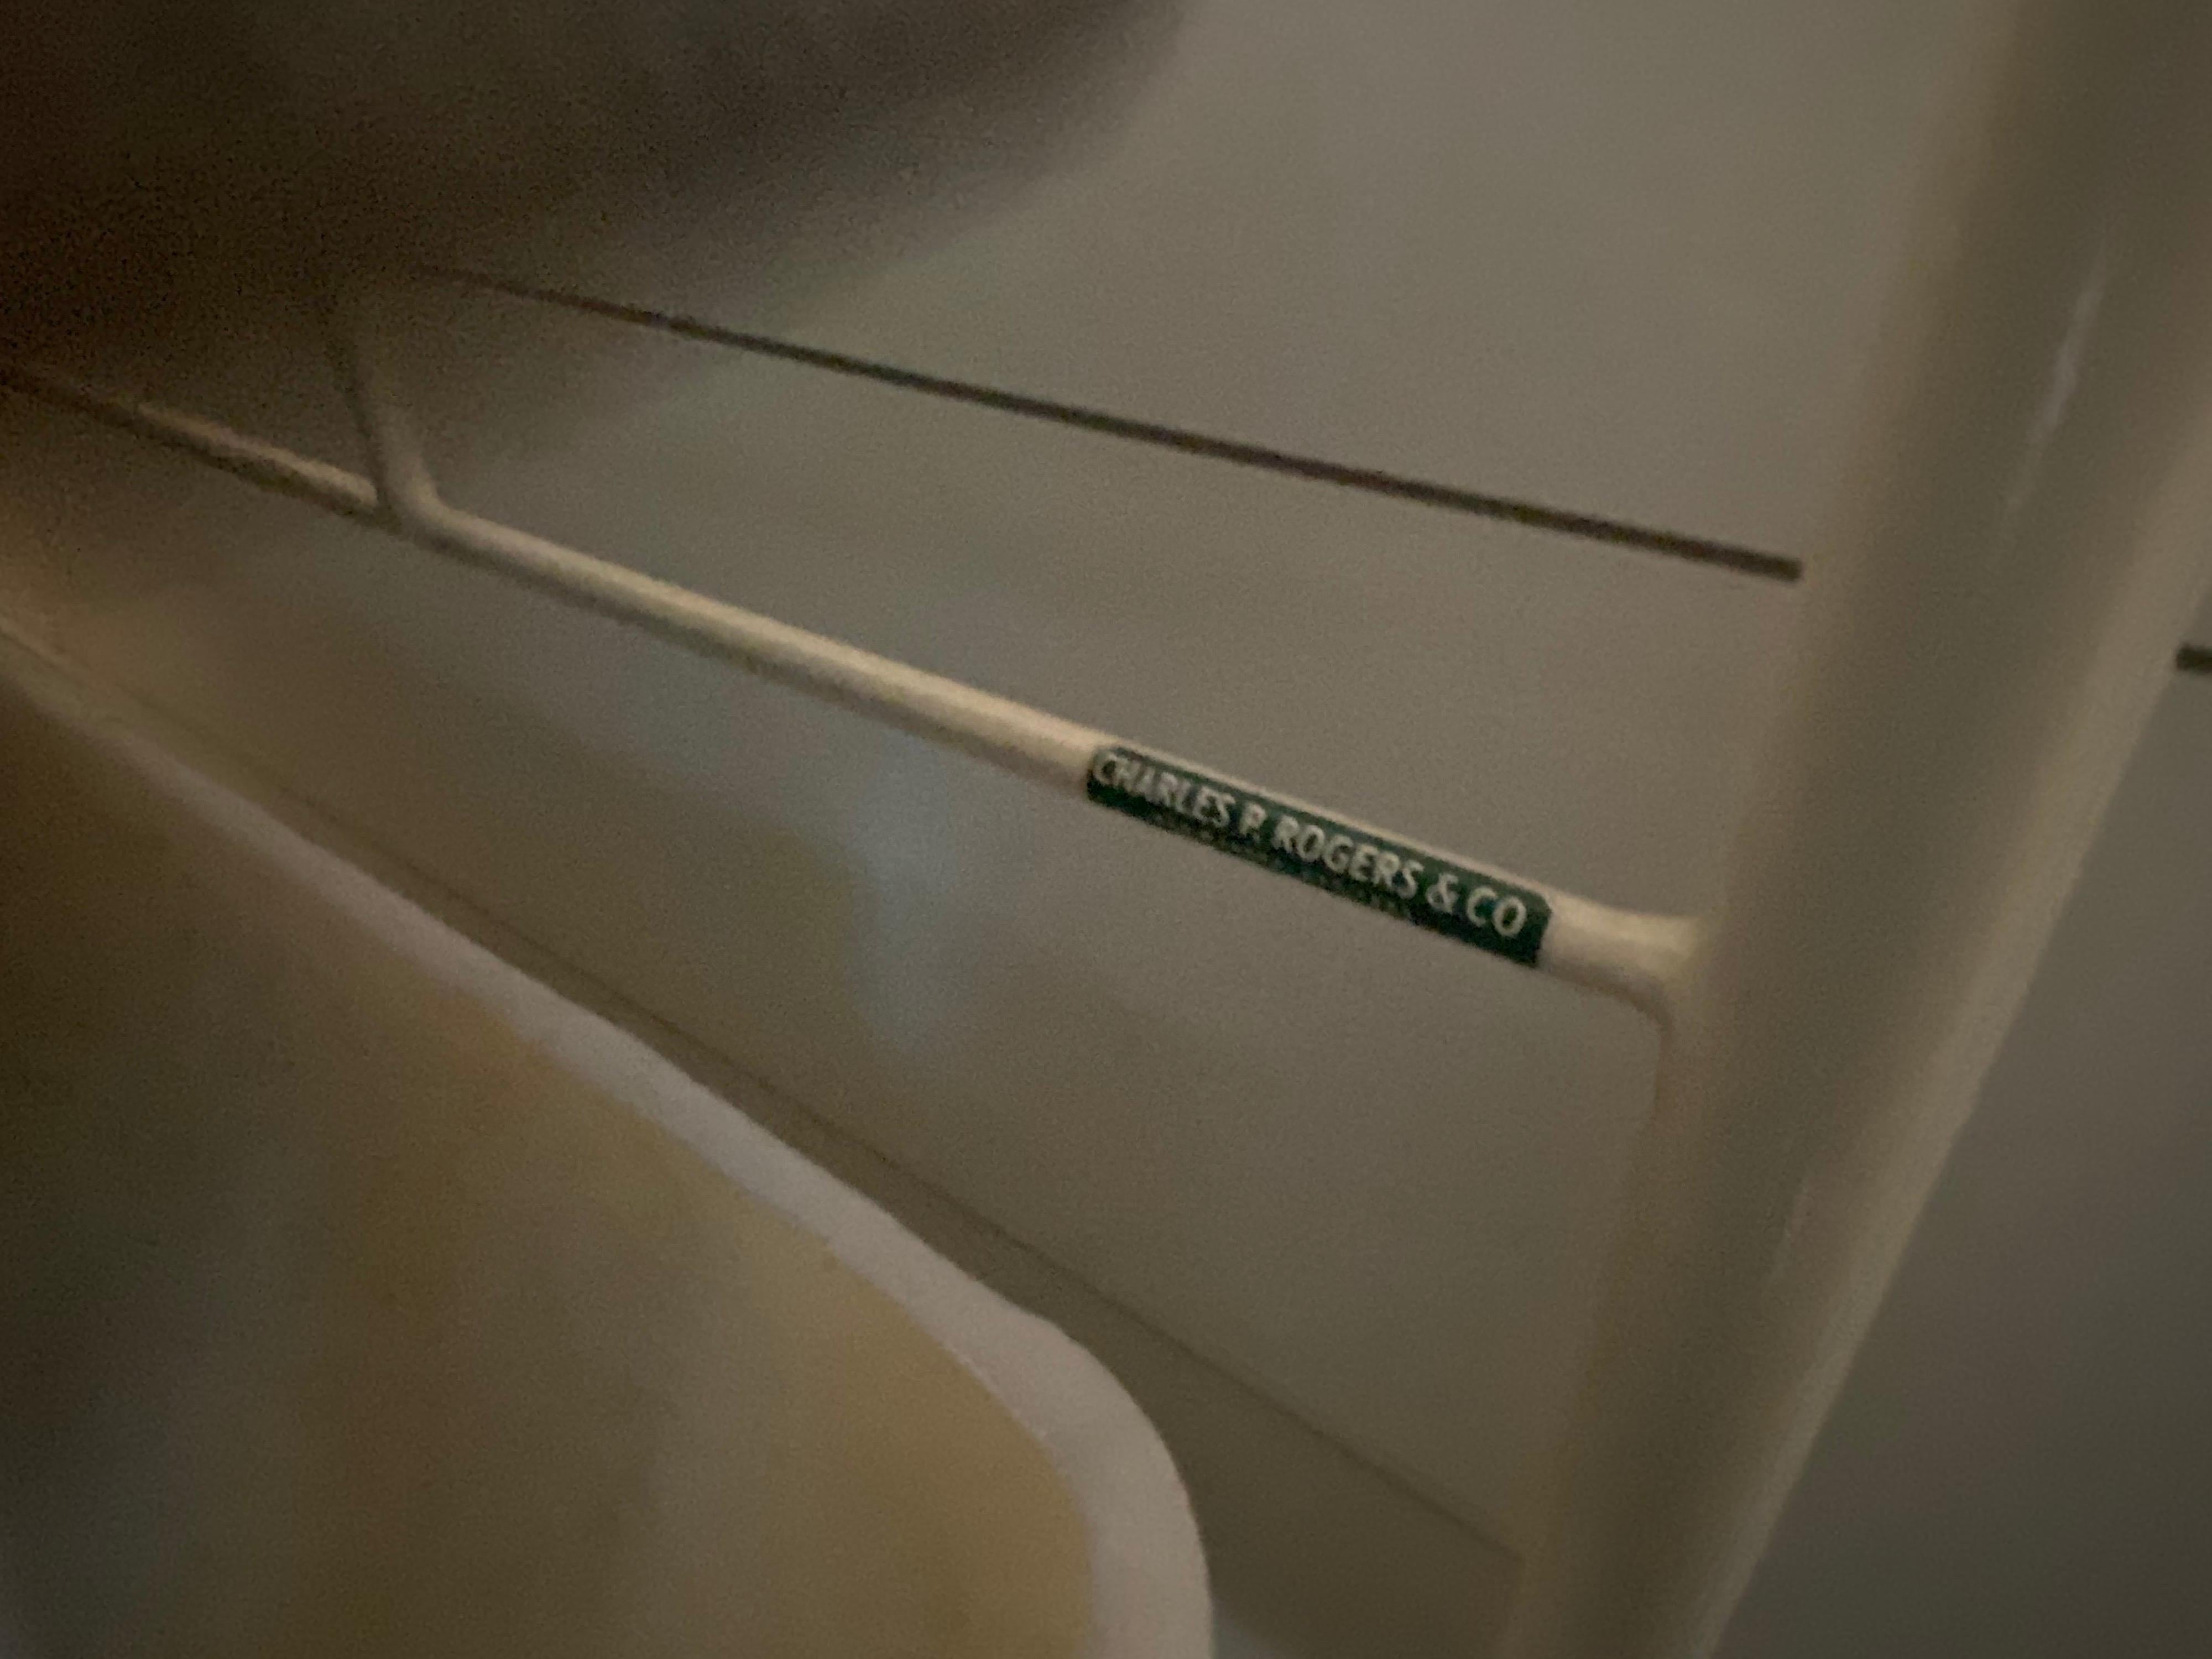 CHARLES P. ROGERS & CO